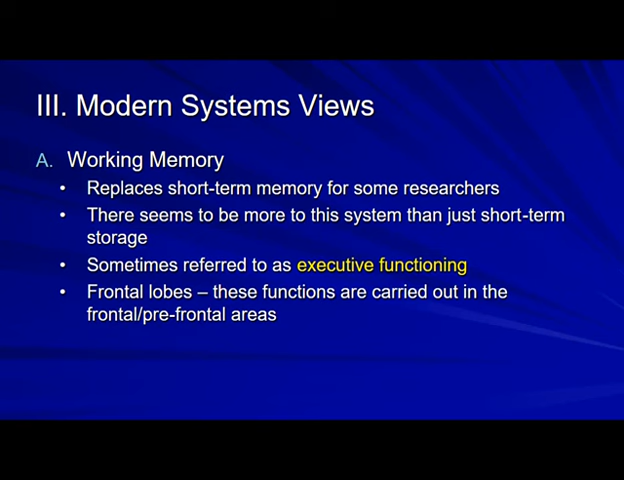 III. Modern Systems Views
A. Working Memory
• Replaces short-term memory for some researchers
• There seems to be more to this system than just short-term
storage
• Sometimes referred to as executive functioning
• Frontal lobes – these functions are carried out in the
frontal/pre-frontal areas